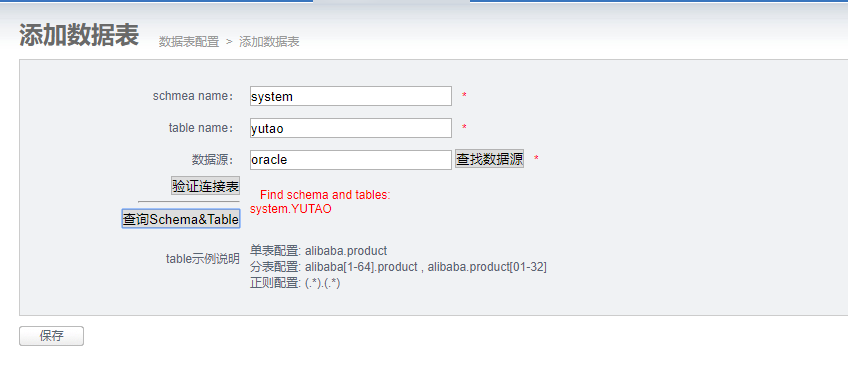 添加数据表 数据表配置 > 添加数据表
schmea name： system *
table name： yutao *
数据源： oracle 查找数据源 *
验证连接表
Find schema and tables:
system.YUTAO
查询Schema&Table
table示例说明
单表配置: alibaba.product
分表配置: alibaba[1-64].product , alibaba.product[01-32]
正则配置: (.*).(.*)
保存